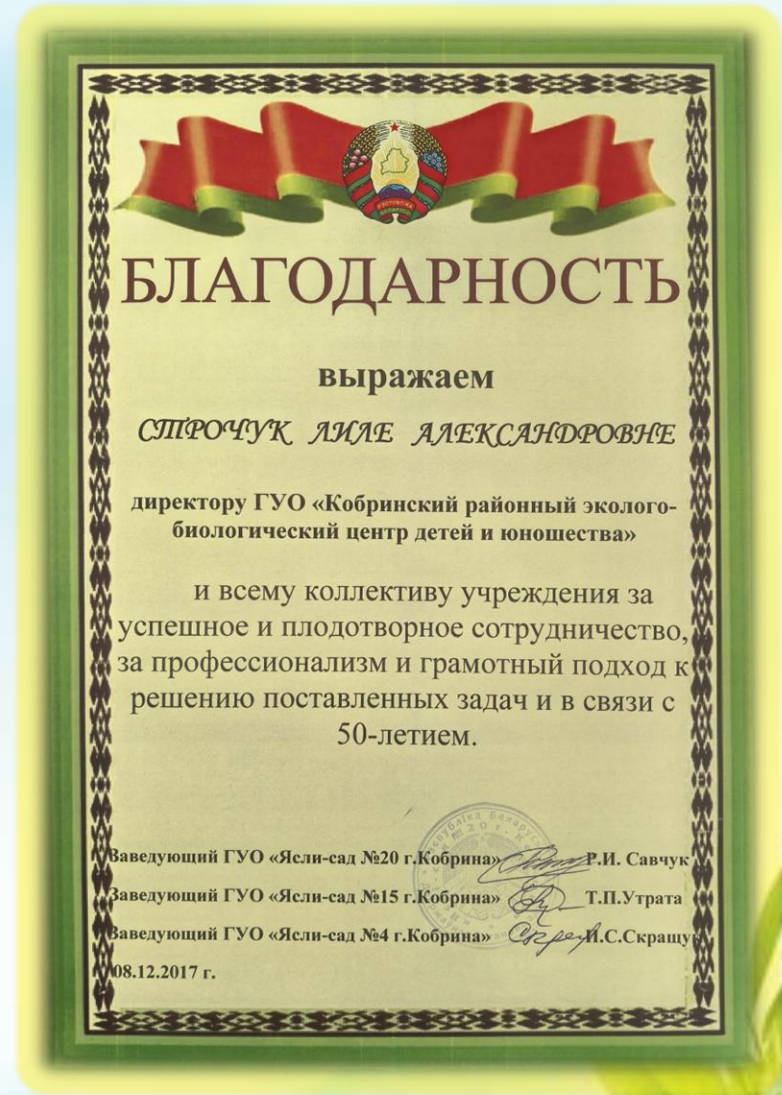 БЛАГОДАРНОСТЬ
выражаем
СТРОЧУК ЛИЛЕ АЛЕКСАНДРОВНЕ
директору ГУО «Кобринский районный эколого-
биологический центр детей и юношества»
и всему коллективу учреждения за
успешное и плодотворное сотрудничество,
за профессионализм и грамотный подход к
решению поставленных задач и в связи с
50-летием.
Заведующий ГУО «Ясли-сад №20 г.Кобрина» Р.И. Савчук
Заведующий ГУО «Ясли-сад №15 г.Кобрина» Т.П.Утрата
Заведующий ГУО «Ясли-сад №4 г.Кобрина» И.С.Скращук
08.12.2017 г.